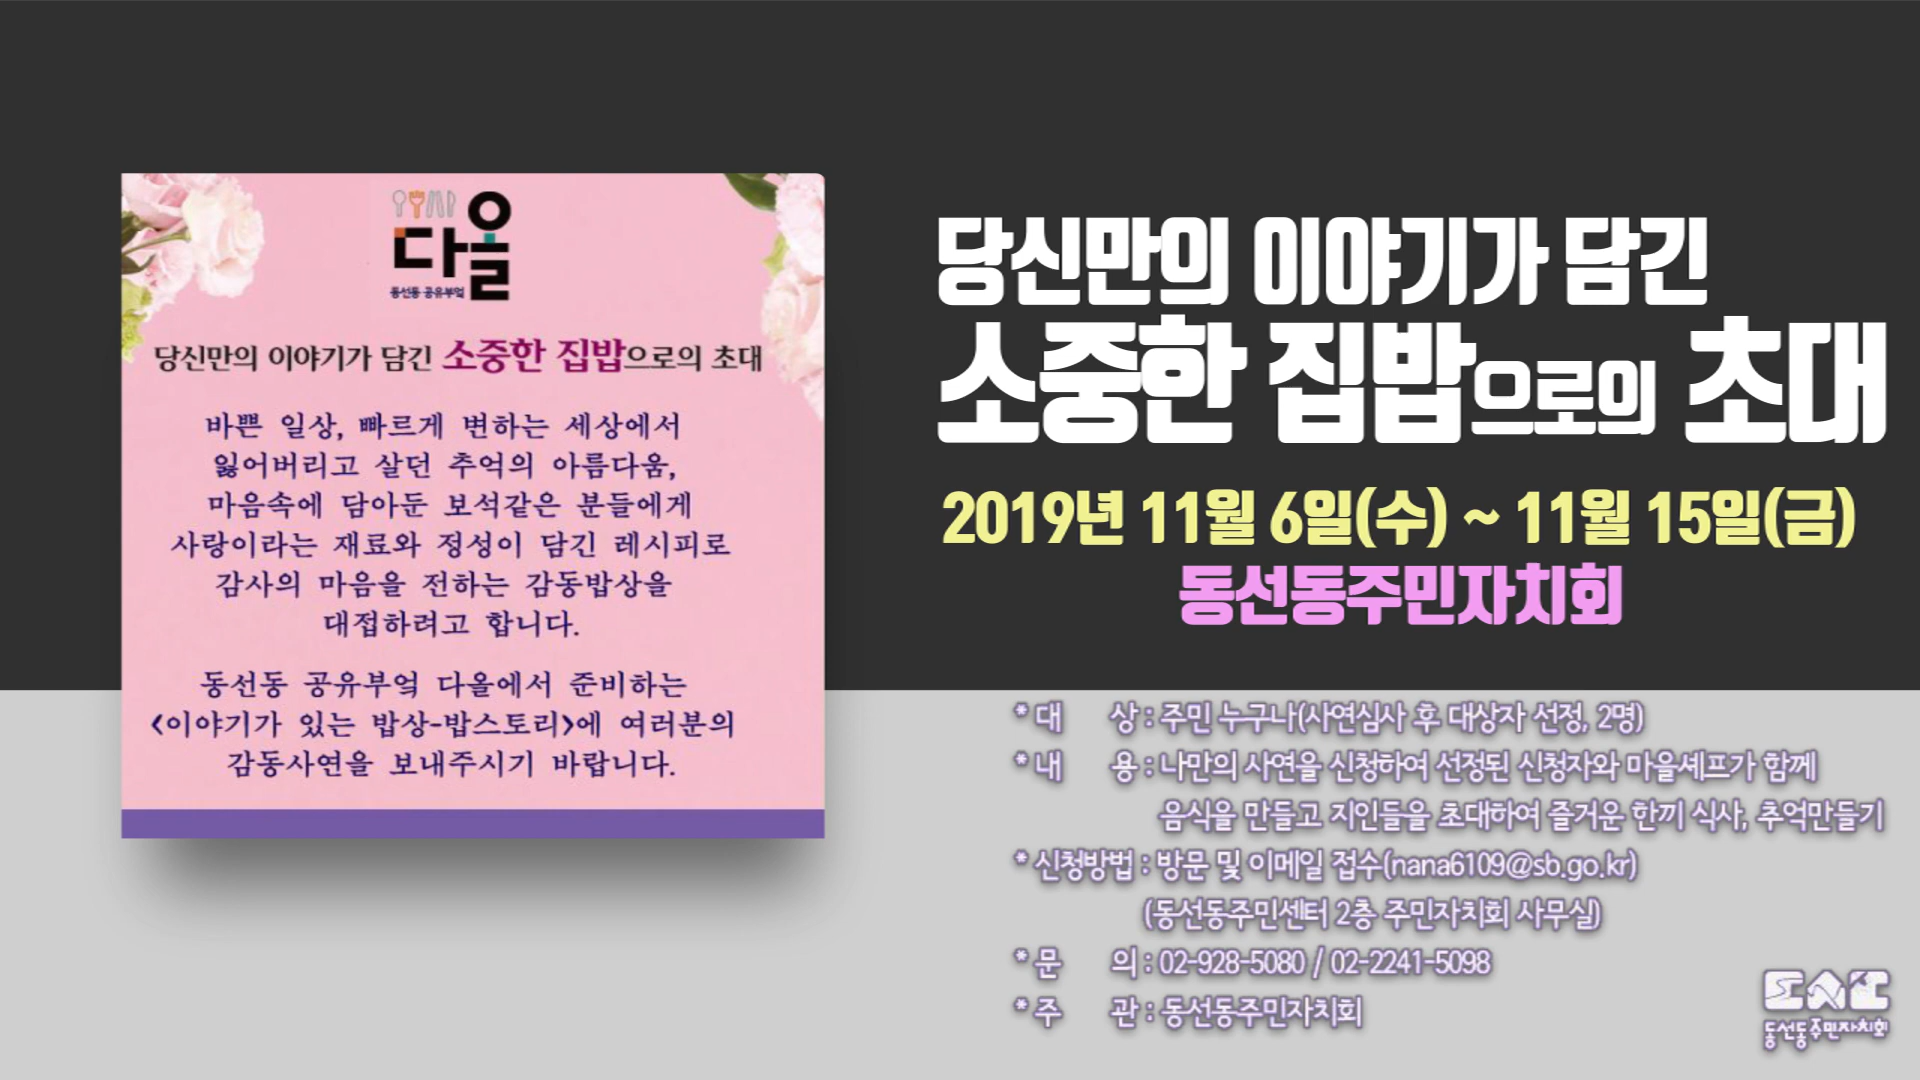 다올
동선동 공유부엌
당신만의 이야기가 담긴 소중한 집밥으로의 초대
바쁜 일상, 빠르게 변하는 세상에서
잃어버리고 살던 추억의 아름다움,
마음속에 담아둔 보석같은 분들에게
사랑이라는 재료와 정성이 담긴 레시피로
감사의 마음을 전하는 감동밥상을
대접하려고 합니다.
동선동 공유부엌 다올에서 준비하는
<이야기가 있는 밥상-밥스토리>에 여러분의
감동사연을 보내주시기 바랍니다.
당신만의 이야기가 담긴
소중한 집밥으로의 초대
2019년 11월 6일(수) ~ 11월 15일(금)
동선동주민자치회
* 대 상 : 주민 누구나(사연심사 후 대상자 선정, 2명)
* 내 용 : 나만의 사연을 신청하여 선정된 신청자와 마을셰프가 함께
음식을 만들고 지인들을 초대하여 즐거운 한끼 식사, 추억만들기
* 신청방법 : 방문 및 이메일 접수(nana6109@sb.go.kr)
(동선동주민센터 2층 주민자치회 사무실)
* 문 의 : 02-928-5080 / 02-2241-5098
* 주 관 : 동선동주민자치회
동선동주민자치회